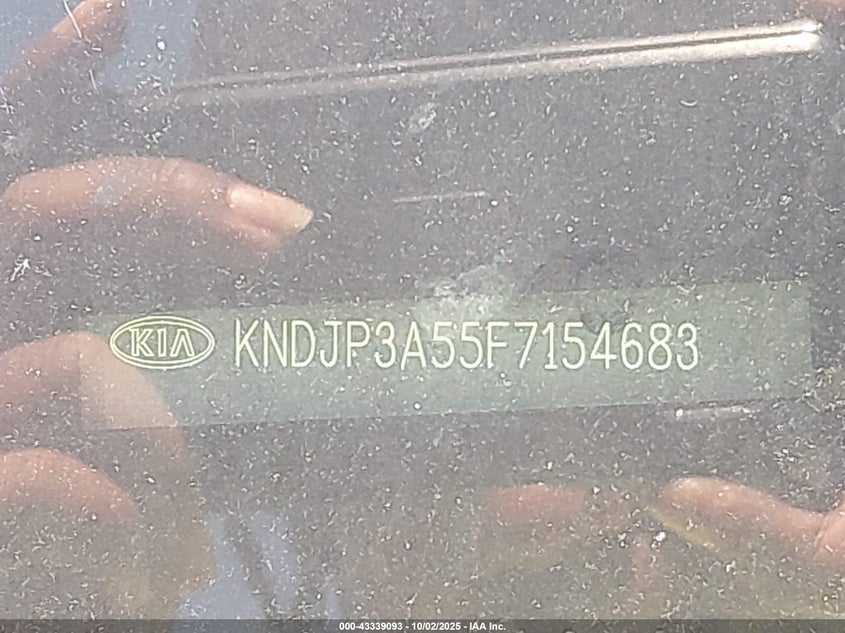 KIA KNDJP3A55F7154683
000-43339093 - 10/02/2025 - IAA Inc.